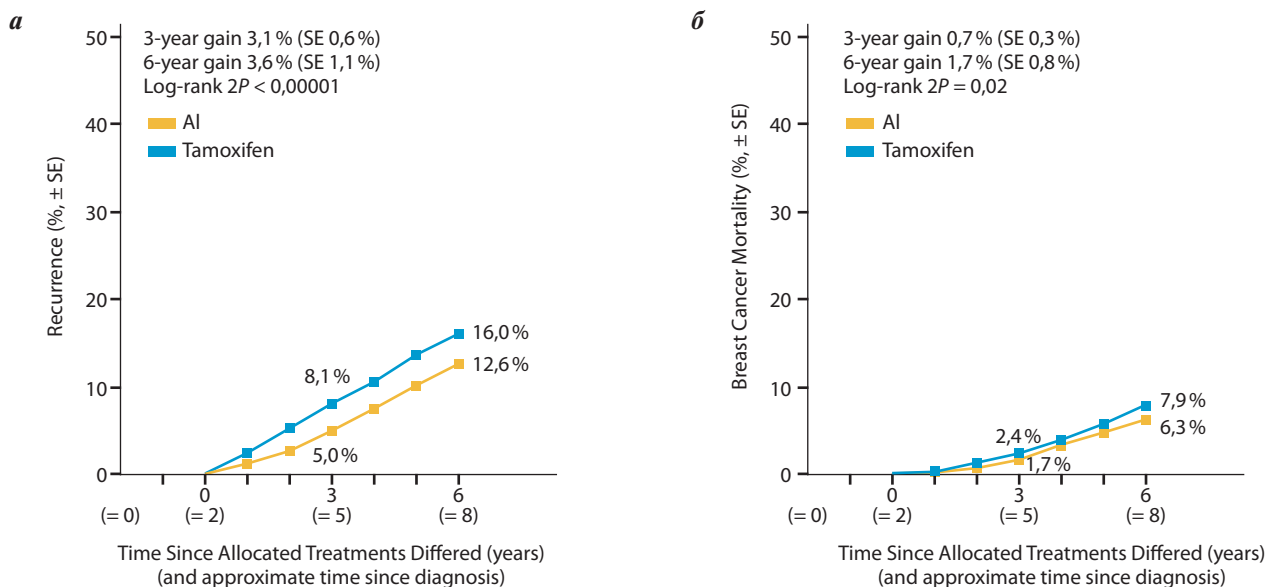 а
3-year gain 3,1 % (SE 0,6 %)
6-year gain 3,6 % (SE 1,1 %)
Log-rank 2P < 0,00001
AI
Tamoxifen
Recurrence (%, ± SE)
50
40
30
20
10
0
8,1 %
5,0 %
16,0 %
12,6 %
0 3 6
(= 0) (= 2) (= 5) (= 8)
Time Since Allocated Treatments Differed (years)
(and approximate time since diagnosis)
б
3-year gain 0,7 % (SE 0,3 %)
6-year gain 1,7 % (SE 0,8 %)
Log-rank 2P = 0,02
AI
Tamoxifen
Breast Cancer Mortality (%, ± SE)
50
40
30
20
10
0
2,4 %
1,7 %
7,9 %
6,3 %
0 3 6
(= 0) (= 2) (= 5) (= 8)
Time Since Allocated Treatments Differed (years)
(and approximate time since diagnosis)